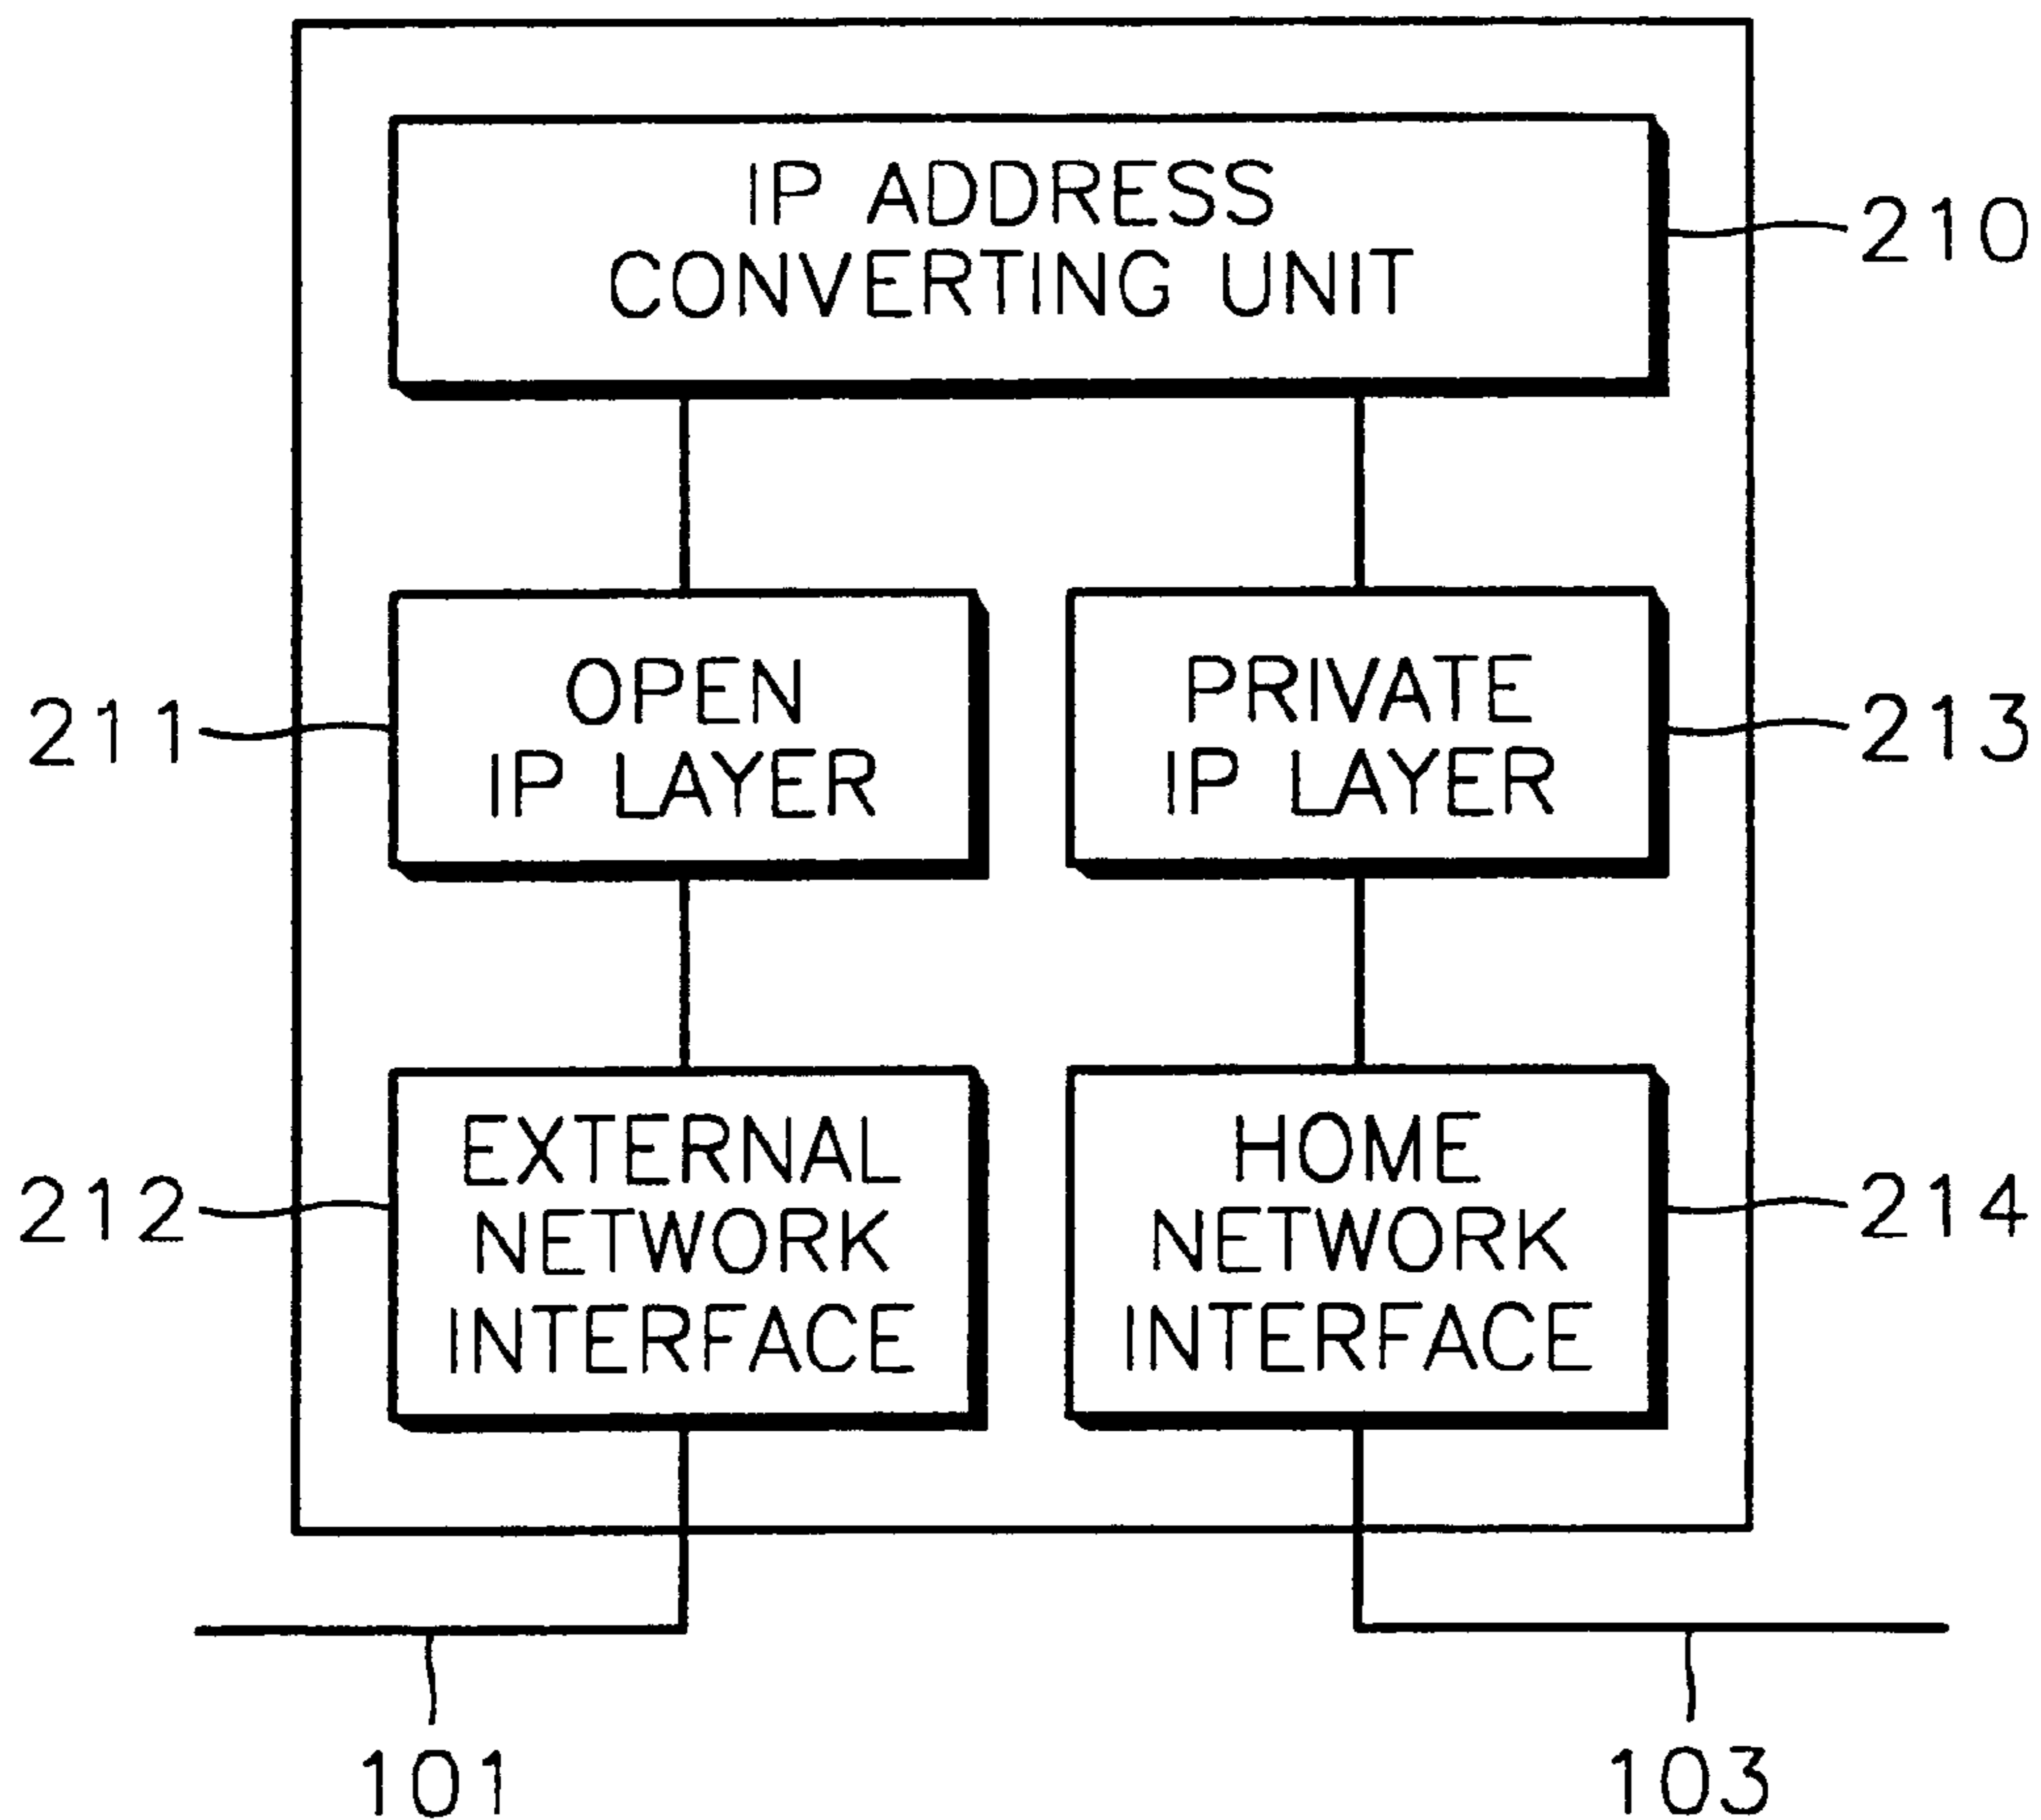 IP ADDRESS
CONVERTING UNIT
210
OPEN
IP LAYER
211
PRIVATE
IP LAYER
213
EXTERNAL
NETWORK
INTERFACE
212
HOME
NETWORK
INTERFACE
214
101
103